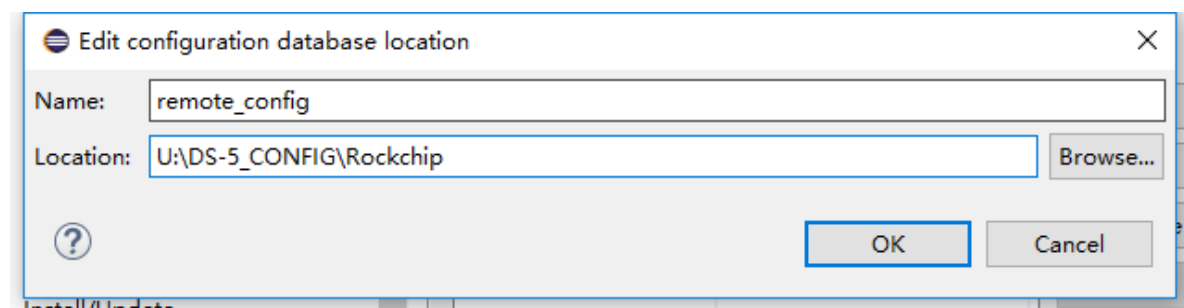 Edit configuration database location
Name: remote_config
Location: U:\DS-5_CONFIG\Rockchip Browse...
OK Cancel